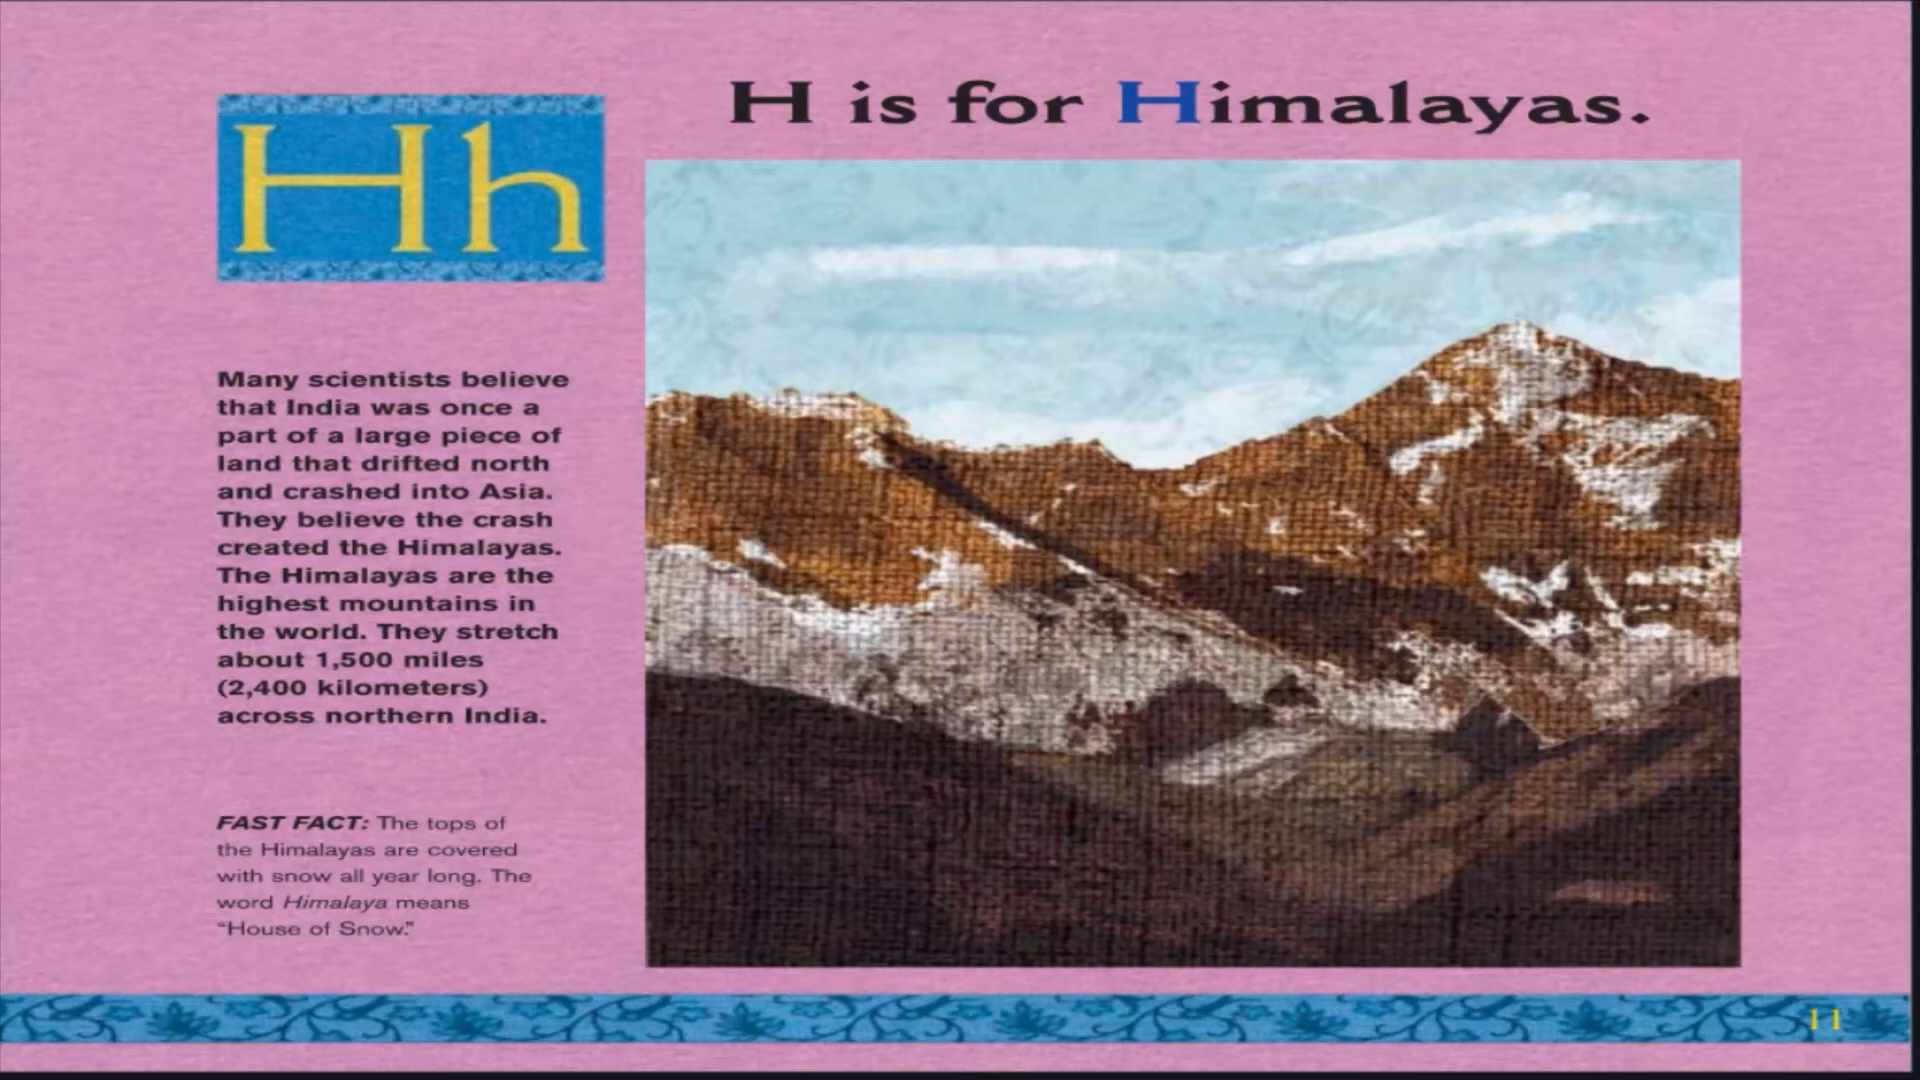 H is for Himalayas.
Hh
Many scientists believe
that India was once a
part of a large piece of
land that drifted north
and crashed into Asia.
They believe the crash
created the Himalayas.
The Himalayas are the
highest mountains in
the world. They stretch
about 1,500 miles
(2,400 kilometers)
across northern India.
FAST FACT: The tops of
the Himalayas are covered
with snow all year long. The
word Himalaya means
“House of Snow.”
11